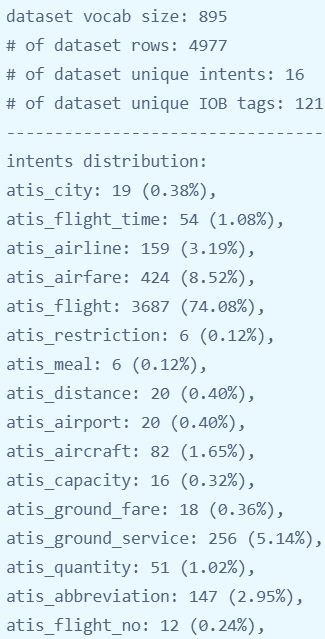 dataset vocab size: 895
# of dataset rows: 4977
# of dataset unique intents: 16
# of dataset unique IOB tags: 121
--------------------------------
intents distribution:
atis_city: 19 (0.38%),
atis_flight_time: 54 (1.08%),
atis_airline: 159 (3.19%),
atis_airfare: 424 (8.52%),
atis_flight: 3687 (74.08%),
atis_restriction: 6 (0.12%),
atis_meal: 6 (0.12%),
atis_distance: 20 (0.40%),
atis_airport: 20 (0.40%),
atis_aircraft: 82 (1.65%),
atis_capacity: 16 (0.32%),
atis_ground_fare: 18 (0.36%),
atis_ground_service: 256 (5.14%),
atis_quantity: 51 (1.02%),
atis_abbreviation: 147 (2.95%),
atis_flight_no: 12 (0.24%),